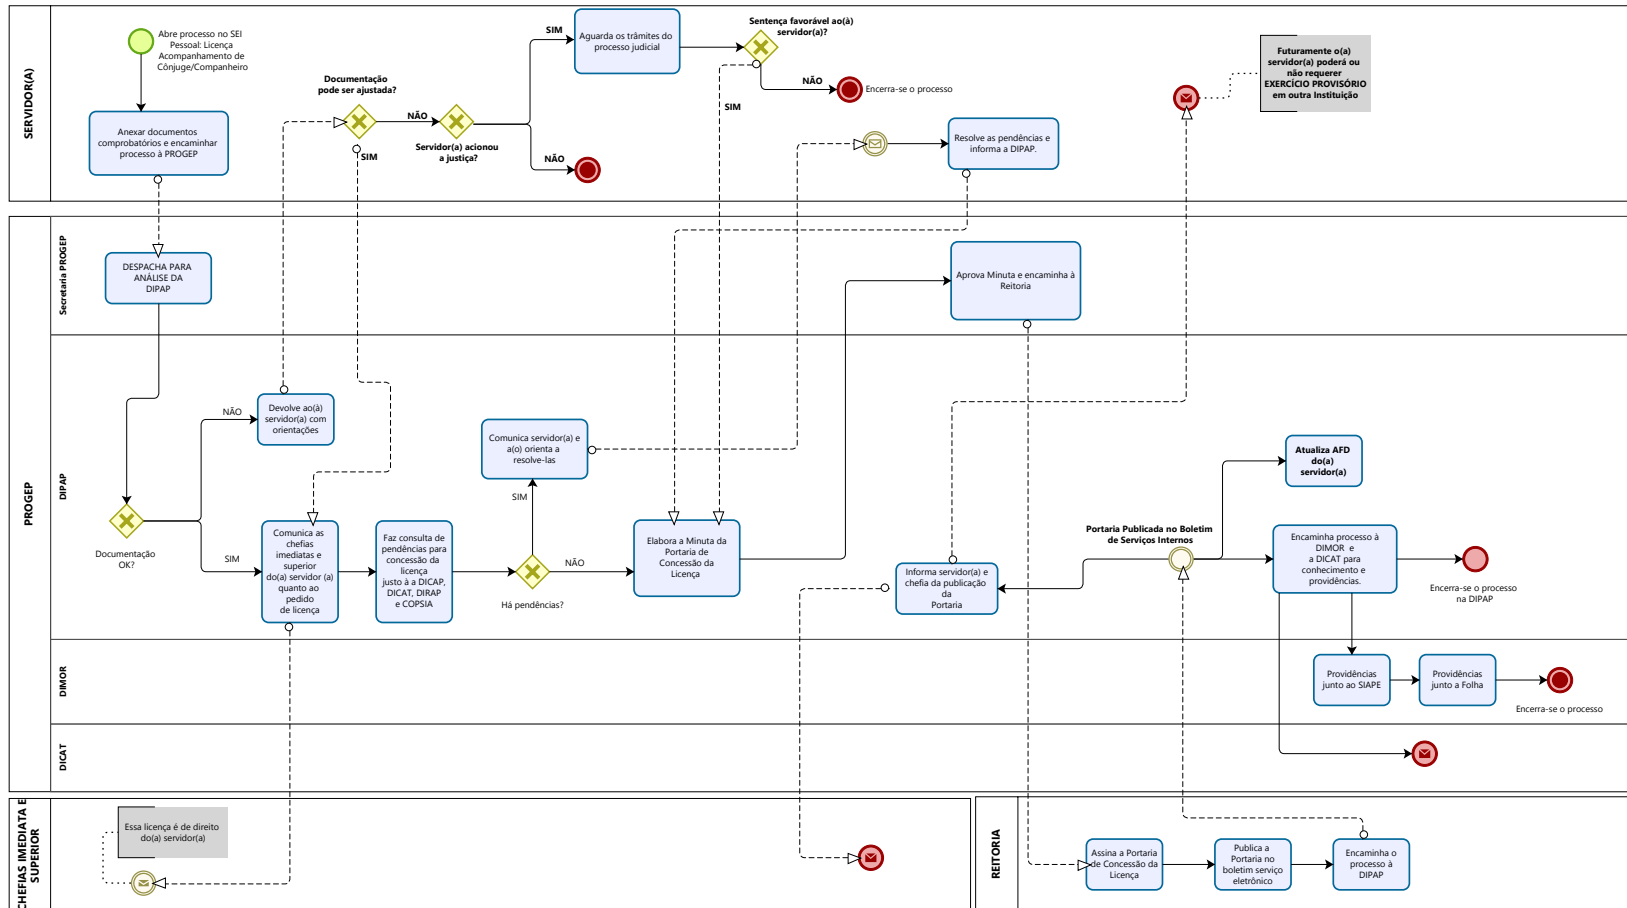 SERVIDOR(A)
Abre processo no SEI
Pessoal: Licença
Acompanhamento de
Cônjuge/Companheiro
Anexar documentos
comprobatórios e encaminhar
processo à PROGEP
Documentação
pode ser ajustada?
NÃO
SIM
Servidor(a) acionou
a justiça?
SIM
NÃO
Aguarda os trâmites do
processo judicial
Sentença favorável ao(à)
servidor(a)?
NÃO
SIM
Encerra-se o processo
Resolve as pendências e
informa a DIPAP.
Futuramente o(a)
servidor(a) poderá ou
não requerer
EXERCÍCIO PROVISÓRIO
em outra Instituição
PROGEP
Secretaria PROGEP
DESPACHA PARA
ANÁLISE DA
DIPAP
Aprova Minuta e encaminha à
Reitoria
DIPAP
Documentação
OK?
NÃO
SIM
Devolve ao(à)
servidor(a) com
orientações
Comunica as
chefias
imediatas e
superior
do(a) servidor (a)
quanto ao
pedido
de licença
Faz consulta de
pendências para
concessão da
licença
justo à a DICAP,
DICAT, DIRAP
e COPSIA
Há pendências?
SIM
NÃO
Comunica servidor(a) e
a(o) orienta a
resolve-las
Elabora a Minuta da
Portaria de
Concessão da
Licença
Informa servidor(a) e
chefia da publicação
da
Portaria
Portaria Publicada no Boletim
de Serviços Internos
Atualiza AFD
do(a)
servidor(a)
Encaminha processo à
DIMOR e
a DICAT para
conhecimento e
providências.
Encerra-se o processo
na DIPAP
DIMOR
Providências
junto ao SIAPE
Providências
junto a Folha
Encerra-se o processo
DICAT
CHEFIAS IMEDIATA E
SUPERIOR
Essa licença é de direito
do(a) servidor(a)
REITORIA
Assina a Portaria
de Concessão da
Licença
Publica a
Portaria no
boletim serviço
eletrônico
Encaminha o
processo à
DIPAP